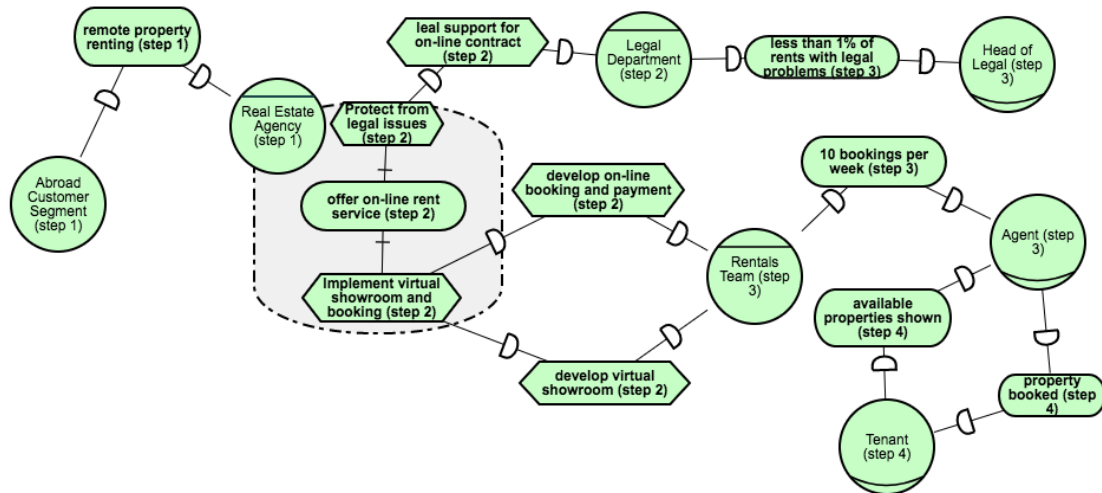 remote property
renting (step 1)
leal support for
on-line contract
(step 2)
Legal
Department
(step 2)
less than 1% of
rents with legal
problems (step 3)
Head of
Legal (step
3)
Real Estate
Agency
(step 1)
Protect from
legal issues
(step 2)
Abroad
Customer
Segment
(step 1)
offer on-line rent
service (step 2)
develop on-line
booking and payment
(step 2)
10 bookings per
week (step 3)
Implement virtual
showroom and
booking (step 2)
Rentals
Team (step
3)
Agent (step
3)
available
properties shown
(step 4)
develop virtual
showroom (step 2)
property
booked (step
4)
Tenant
(step 4)